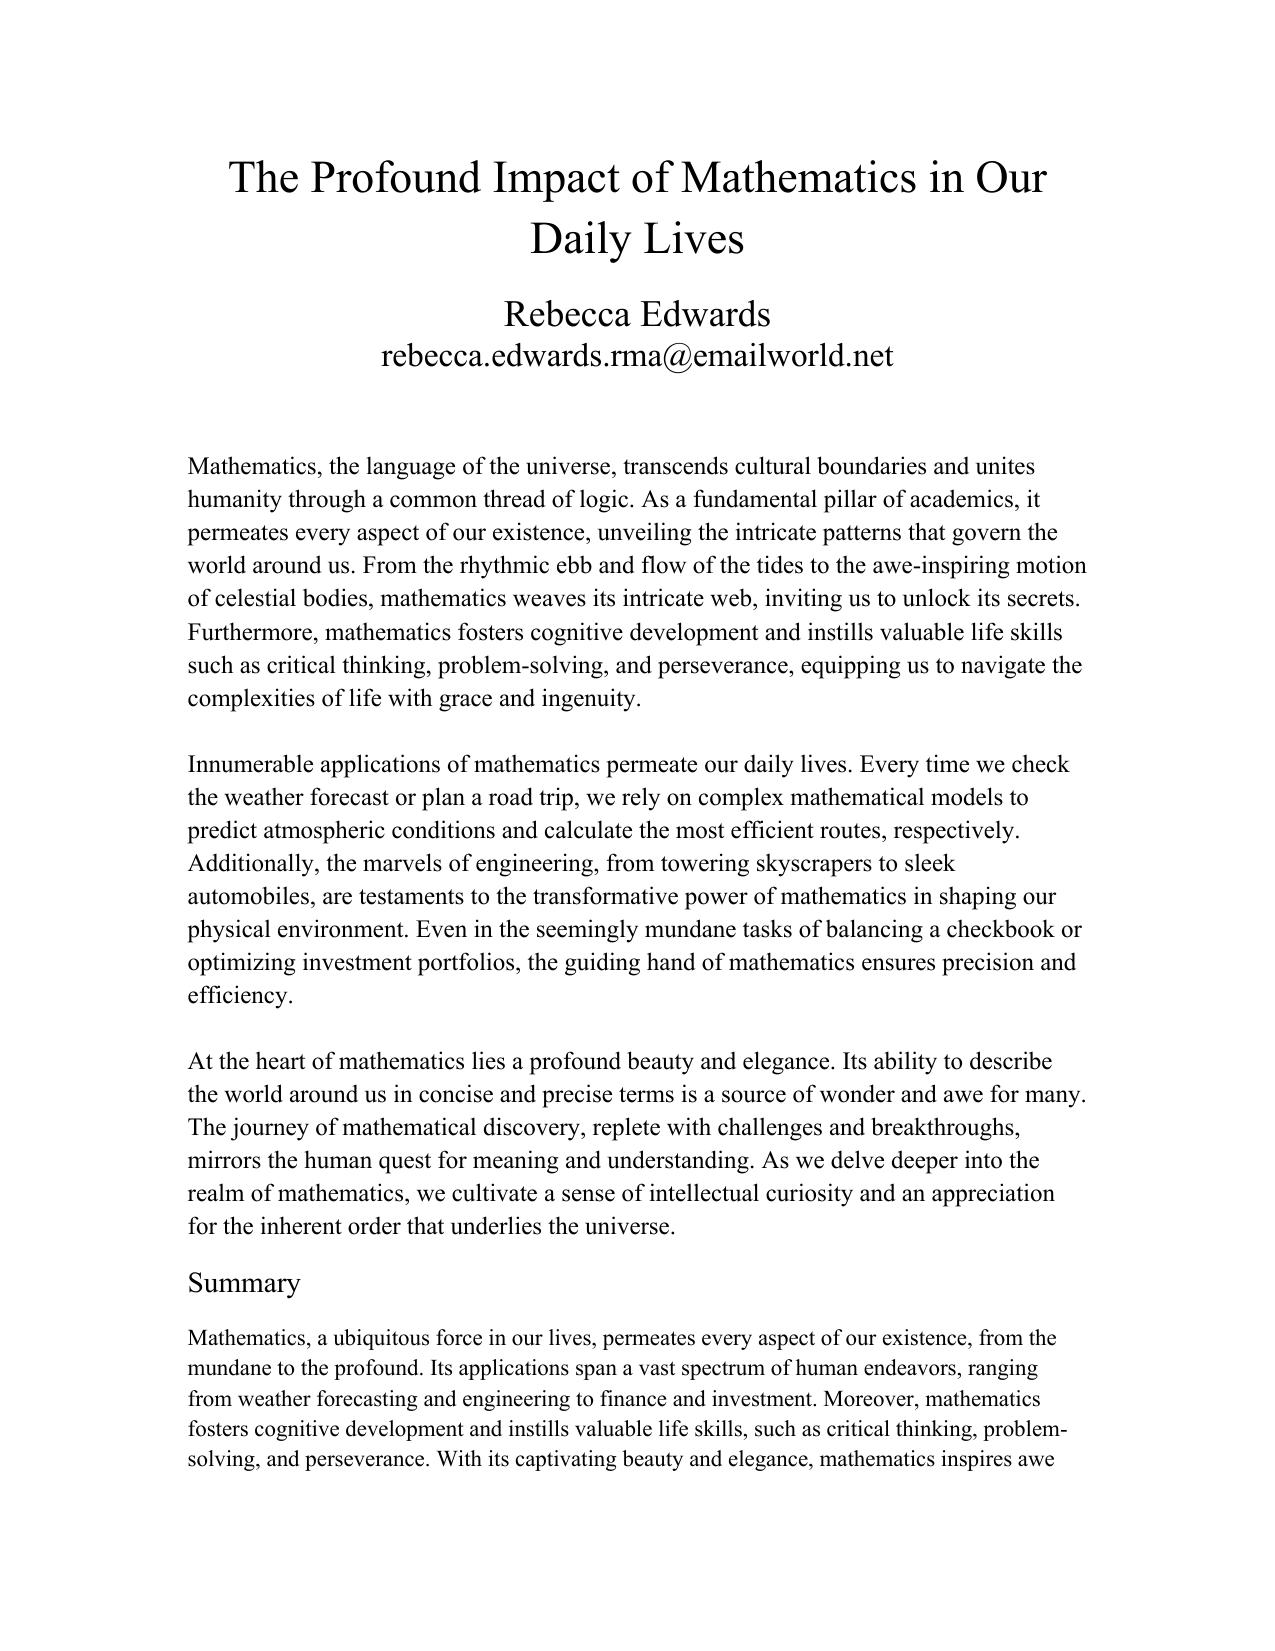 The Profound Impact of Mathematics in Our
Daily Lives
Rebecca Edwards
rebecca.edwards.rma@emailworld.net
Mathematics, the language of the universe, transcends cultural boundaries and unites
humanity through a common thread of logic. As a fundamental pillar of academics, it
permeates every aspect of our existence, unveiling the intricate patterns that govern the
world around us. From the rhythmic ebb and flow of the tides to the awe-inspiring motion
of celestial bodies, mathematics weaves its intricate web, inviting us to unlock its secrets.
Furthermore, mathematics fosters cognitive development and instills valuable life skills
such as critical thinking, problem-solving, and perseverance, equipping us to navigate the
complexities of life with grace and ingenuity.
Innumerable applications of mathematics permeate our daily lives. Every time we check
the weather forecast or plan a road trip, we rely on complex mathematical models to
predict atmospheric conditions and calculate the most efficient routes, respectively.
Additionally, the marvels of engineering, from towering skyscrapers to sleek
automobiles, are testaments to the transformative power of mathematics in shaping our
physical environment. Even in the seemingly mundane tasks of balancing a checkbook or
optimizing investment portfolios, the guiding hand of mathematics ensures precision and
efficiency.
At the heart of mathematics lies a profound beauty and elegance. Its ability to describe
the world around us in concise and precise terms is a source of wonder and awe for many.
The journey of mathematical discovery, replete with challenges and breakthroughs,
mirrors the human quest for meaning and understanding. As we delve deeper into the
realm of mathematics, we cultivate a sense of intellectual curiosity and an appreciation
for the inherent order that underlies the universe.
Summary
Mathematics, a ubiquitous force in our lives, permeates every aspect of our existence, from the
mundane to the profound. Its applications span a vast spectrum of human endeavors, ranging
from weather forecasting and engineering to finance and investment. Moreover, mathematics
fosters cognitive development and instills valuable life skills, such as critical thinking, problem-
solving, and perseverance. With its captivating beauty and elegance, mathematics inspires awe